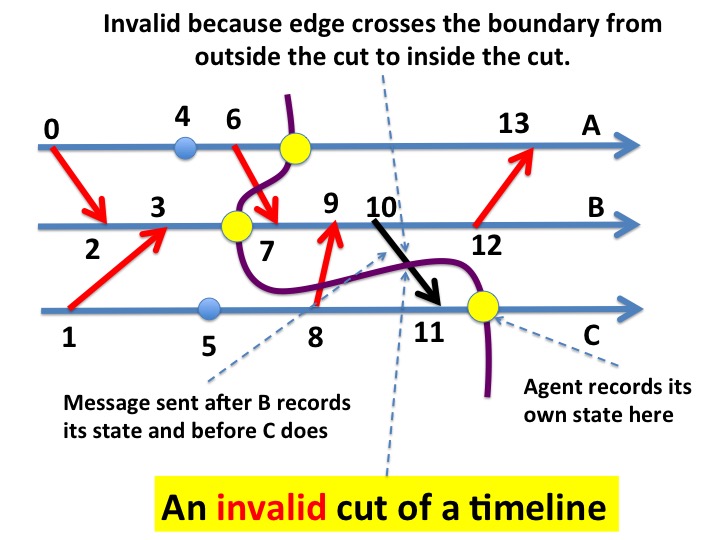 Invalid because edge crosses the boundary from
outside the cut to inside the cut.
0
4
6
13
A
3
9
10
B
2
7
12
1
5
8
11
C
Message sent after B records
its state and before C does
Agent records its
own state here
An invalid cut of a timeline